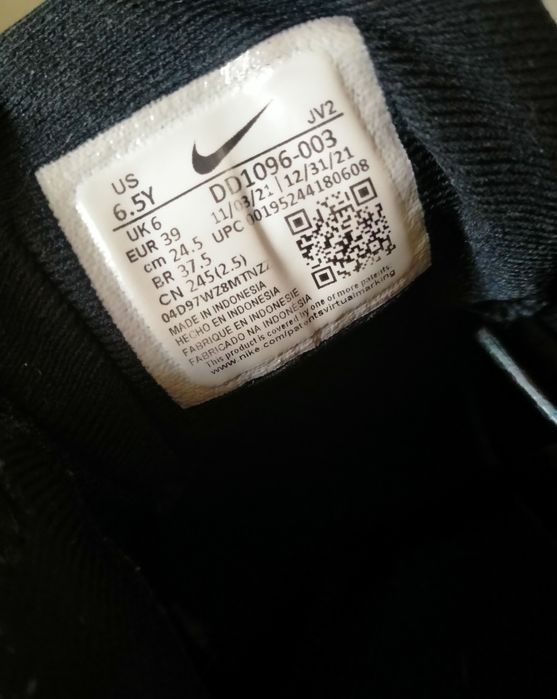 JV2
US
6.5Y
DD1096-003
UK 6
11/03/21 | 12/31/21
EUR 39
UPC 00195244180608
cm 24.5
BR 37.5
CN 245(2.5)
MADE IN INDONESIA
HECHO EN INDONESIA
FABRIQUE EN INDONESIE
FABRICADO NA INDONÉSIA
This product is covered by one or more patents
www.nike.com/patentsvirtualmarking